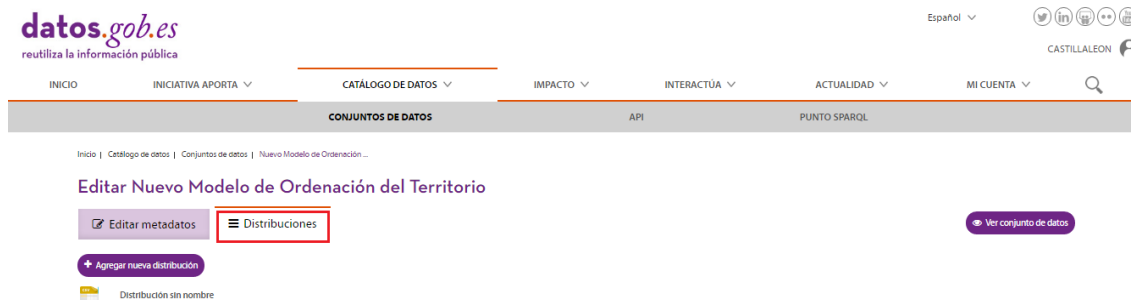 datos.gob.es
reutiliza la información pública
Español
CASTILLALEON
INICIO INICIATIVA APORTA CATÁLOGO DE DATOS IMPACTO INTERACTÚA ACTUALIDAD MI CUENTA
CONJUNTOS DE DATOS API PUNTO SPARQL
Inicio | Catálogo de datos | Conjuntos de datos | Nuevo Modelo de Ordenación ...
Editar Nuevo Modelo de Ordenación del Territorio
Editar metadatos Distribuciones Ver conjunto de datos
+ Agregar nueva distribución
Distribución sin nombre